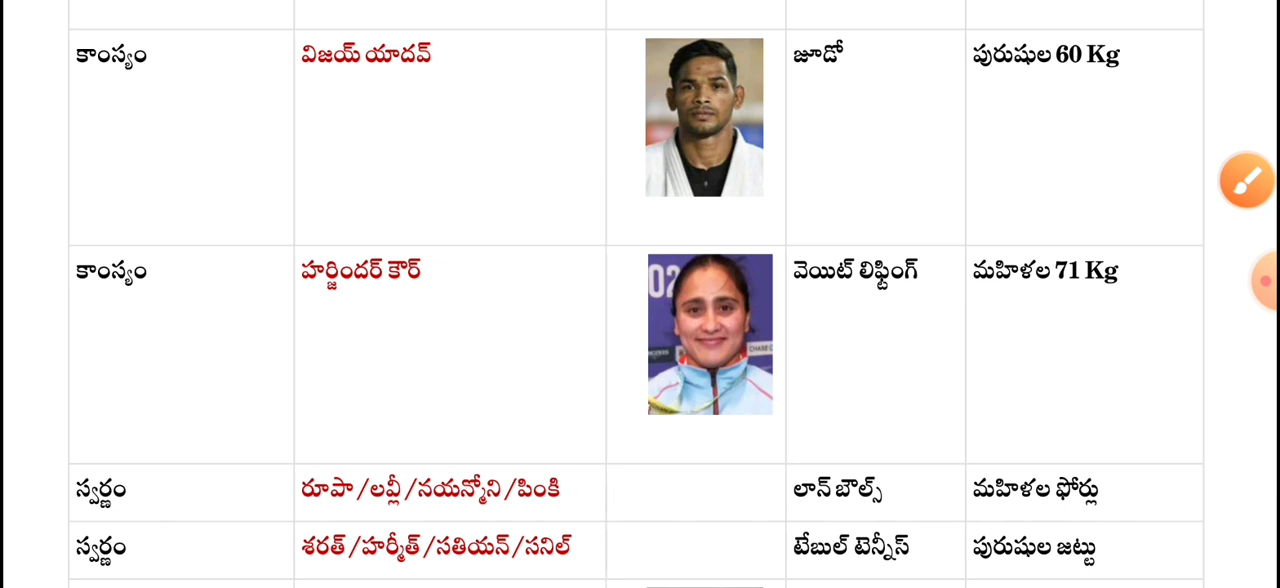 కాంస్యం విజయ్ యాదవ్ జూడో పురుషుల 60 Kg
కాంస్యం హర్జిందర్ కౌర్ వెయిట్ లిఫ్టింగ్ మహిళల 71 Kg
స్వర్ణం రూపా/లవ్లీ/నయన్మోని/పింకి లాన్ బౌల్స్ మహిళల ఫోర్లు
స్వర్ణం శరత్/హర్మీత్/సతియన్/సనిల్ టేబుల్ టెన్నిస్ పురుషుల జట్టు